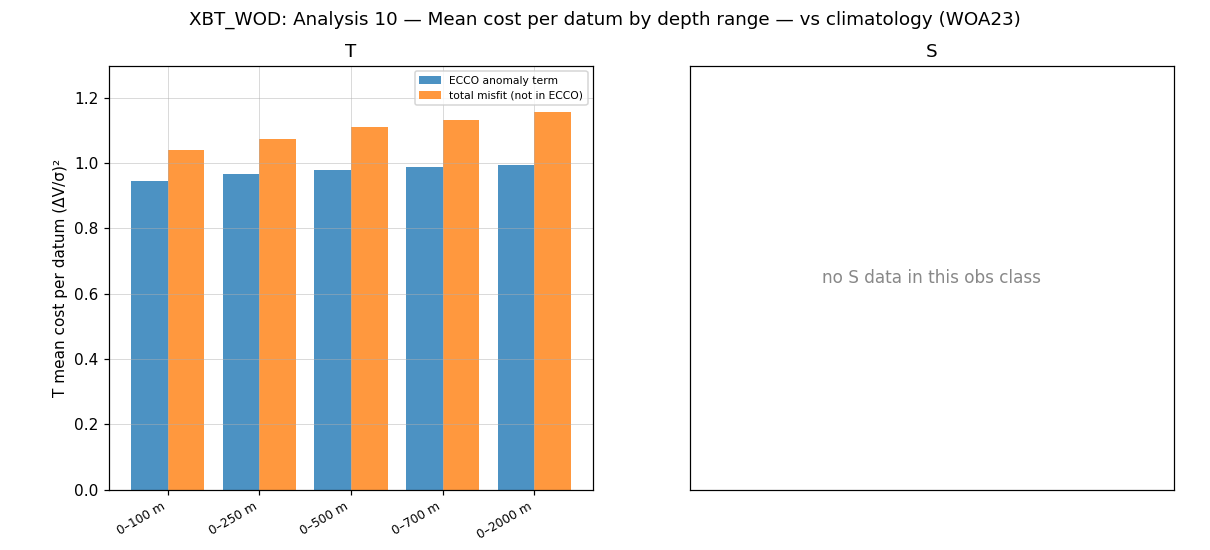 XBT_WOD: Analysis 10 — Mean cost per datum by depth range — vs climatology (WOA23)
T
S
ECCO anomaly term
total misfit (not in ECCO)
T mean cost per datum (ΔV/σ)²
1.2
1.0
0.8
0.6
0.4
0.2
0.0
0–100 m
0–250 m
0–500 m
0–700 m
0–2000 m
no S data in this obs class